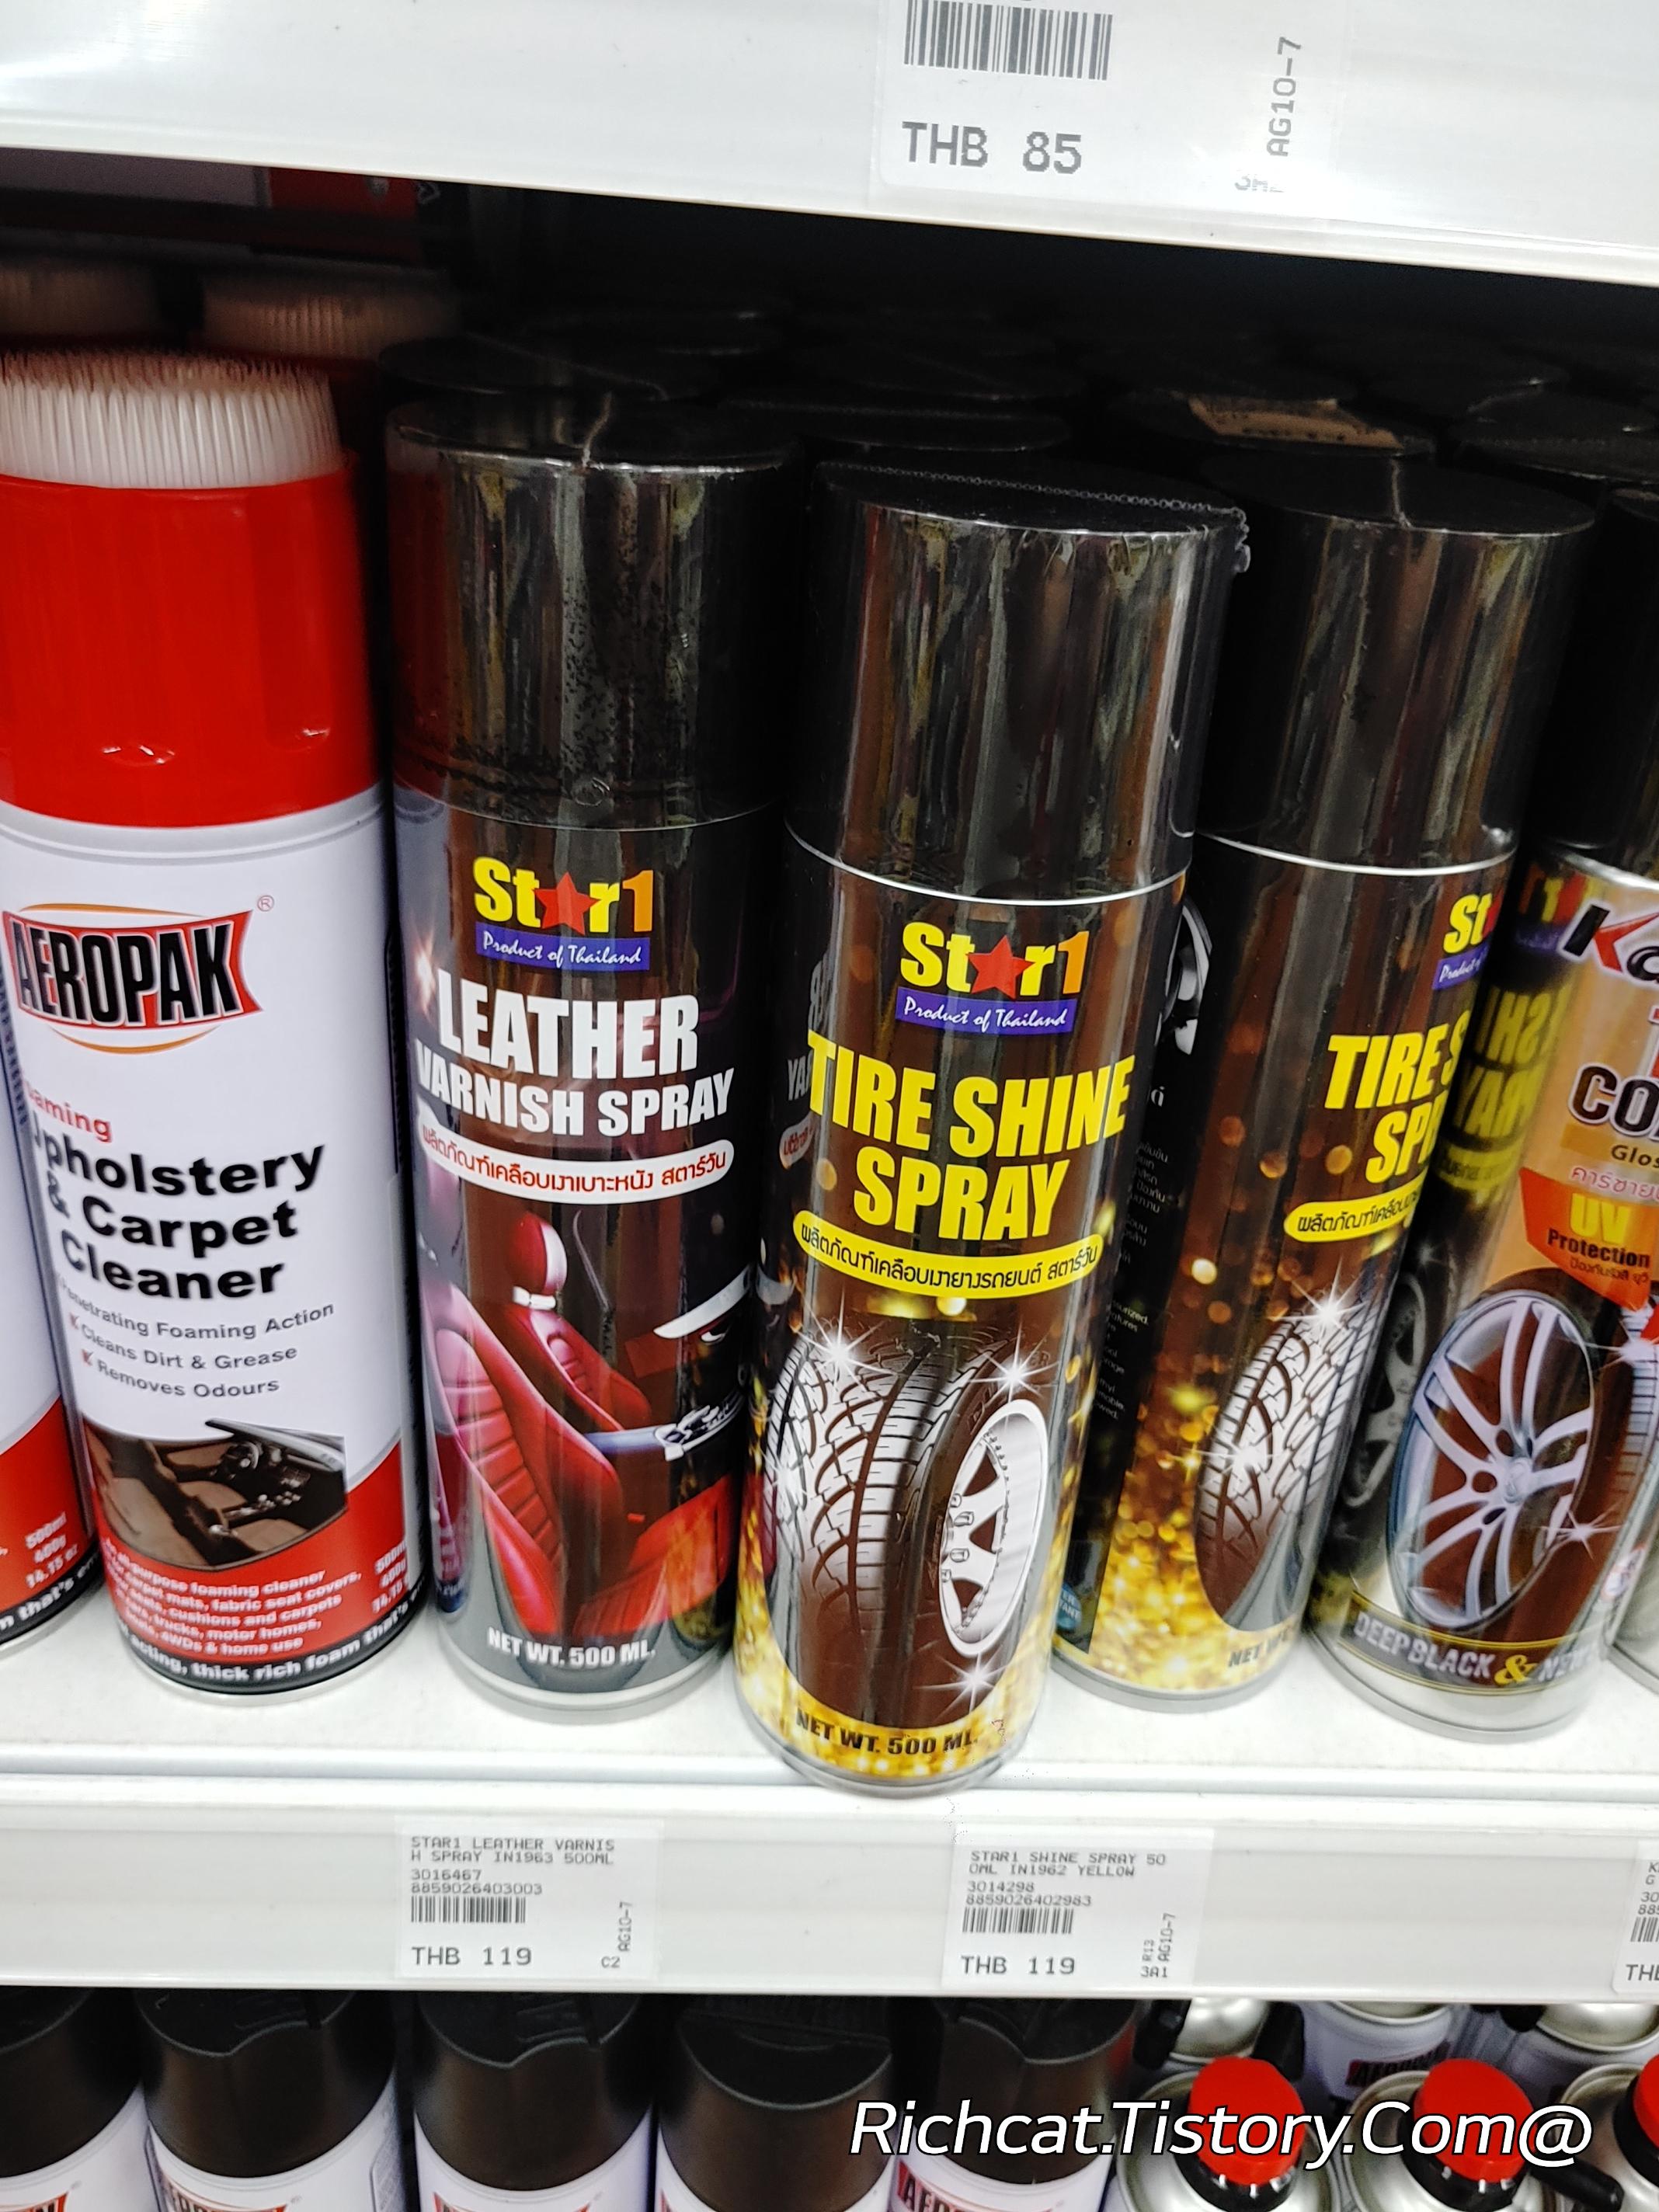 THB 85
AG10-7
AEROPAK
®
Upholstery
& Carpet
Cleaner
Penetrating Foaming Action
Cleans Dirt & Grease
Removes Odours
Star1
Product of Thailand
LEATHER
VARNISH SPRAY
ผลิตภัณฑ์เคลือบเงาเบาะหนัง สตาร์วัน
NET WT. 500 ML.
Star1
Product of Thailand
TIRE SHINE
SPRAY
ผลิตภัณฑ์เคลือบเงายางรถยนต์ สตาร์วัน
NET WT. 500 ML.
TIRE
Gloss
UV
Protection
DEEP BLACK &
STAR1 LEATHER VARNIS
H SPRAY IN1963 500ML
3016467
8859026403003
THB 119
C2
AG10-7
STAR1 SHINE SPRAY 50
0ML IN1962 YELLOW
3014298
8859026402983
THB 119
R13
AG10-7
3A1
Richcat.Tistory.Com@